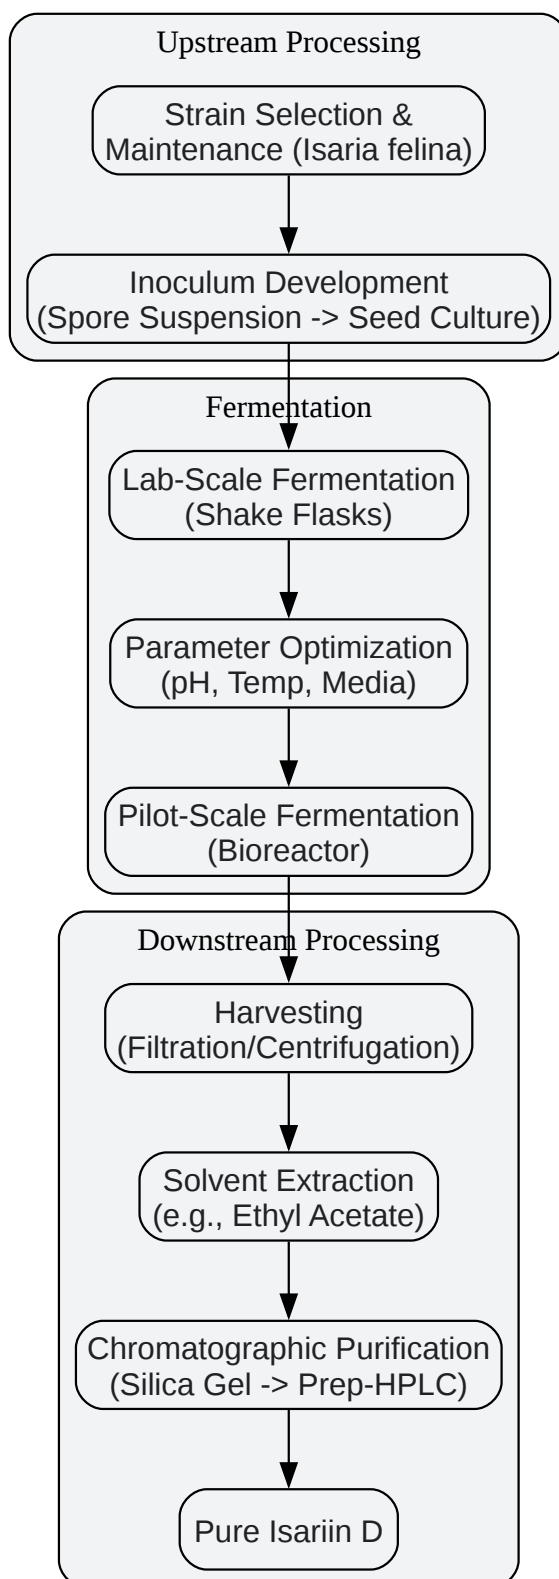 Upstream Processing
Strain Selection &
Maintenance (Isaria felina)
Inoculum Development
(Spore Suspension -> Seed Culture)
Fermentation
Lab-Scale Fermentation
(Shake Flasks)
Parameter Optimization
(pH, Temp, Media)
Pilot-Scale Fermentation
(Bioreactor)
Downstream Processing
Harvesting
(Filtration/Centrifugation)
Solvent Extraction
(e.g., Ethyl Acetate)
Chromatographic Purification
(Silica Gel -> Prep-HPLC)
Pure Isariin D